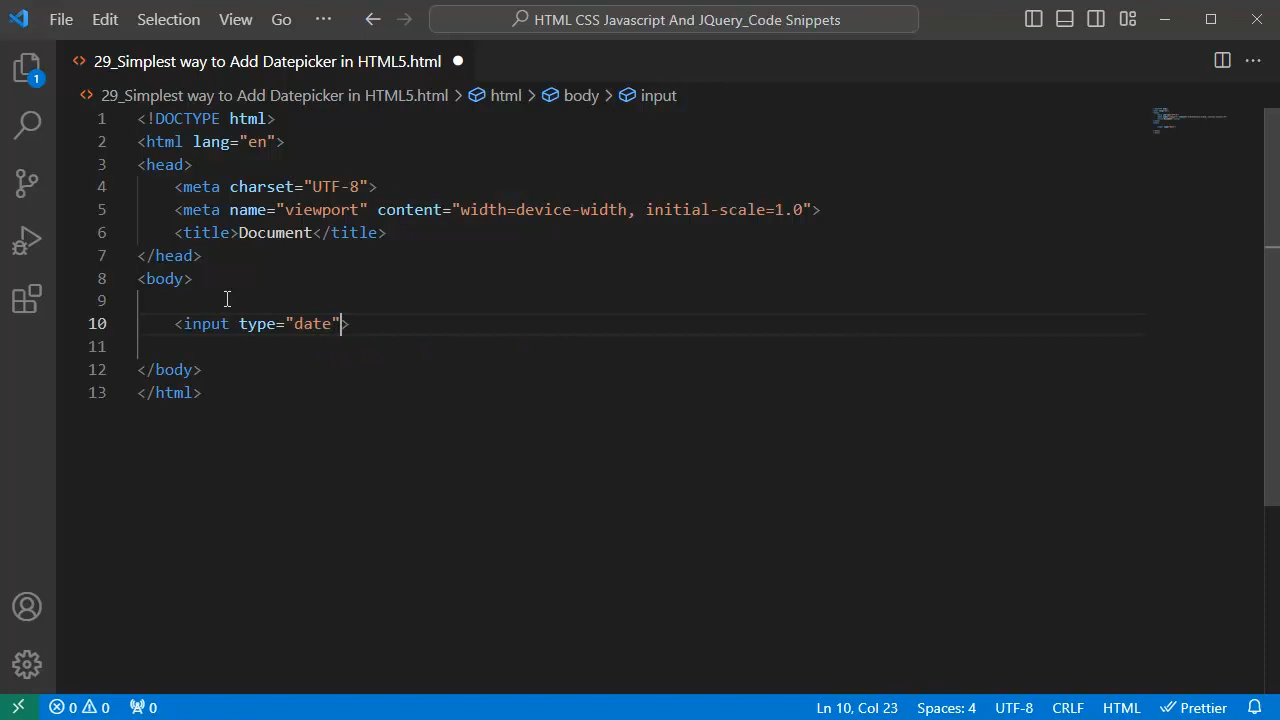 File Edit Selection View Go ··· HTML CSS Javascript And JQuery_Code Snippets
29_Simplest way to Add Datepicker in HTML5.html
29_Simplest way to Add Datepicker in HTML5.html > html > body > input
1 <!DOCTYPE html>
2 <html lang="en">
3 <head>
4 <meta charset="UTF-8">
5 <meta name="viewport" content="width=device-width, initial-scale=1.0">
6 <title>Document</title>
7 </head>
8 <body>
9
10 <input type="date">
11
12 </body>
13 </html>
1
0 0 0 Ln 10, Col 23 Spaces: 4 UTF-8 CRLF HTML Prettier